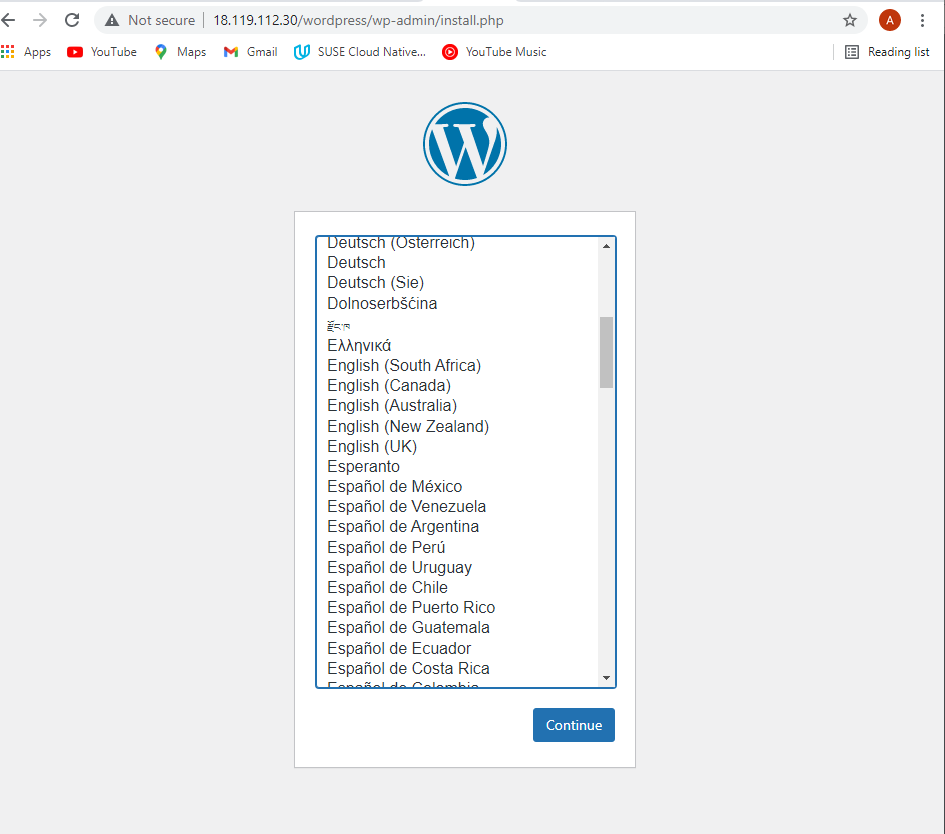 Not secure 18.119.112.30/wordpress/wp-admin/install.php A
Apps YouTube Maps Gmail SUSE Cloud Native... YouTube Music Reading list
Deutsch (Österreich)
Deutsch
Deutsch (Sie)
Dolnoserbšćina
རྫོང་ཁ
Ελληνικά
English (South Africa)
English (Canada)
English (Australia)
English (New Zealand)
English (UK)
Esperanto
Español de México
Español de Venezuela
Español de Argentina
Español de Perú
Español de Uruguay
Español de Chile
Español de Puerto Rico
Español de Guatemala
Español de Ecuador
Español de Costa Rica
Español de Colombia
Continue